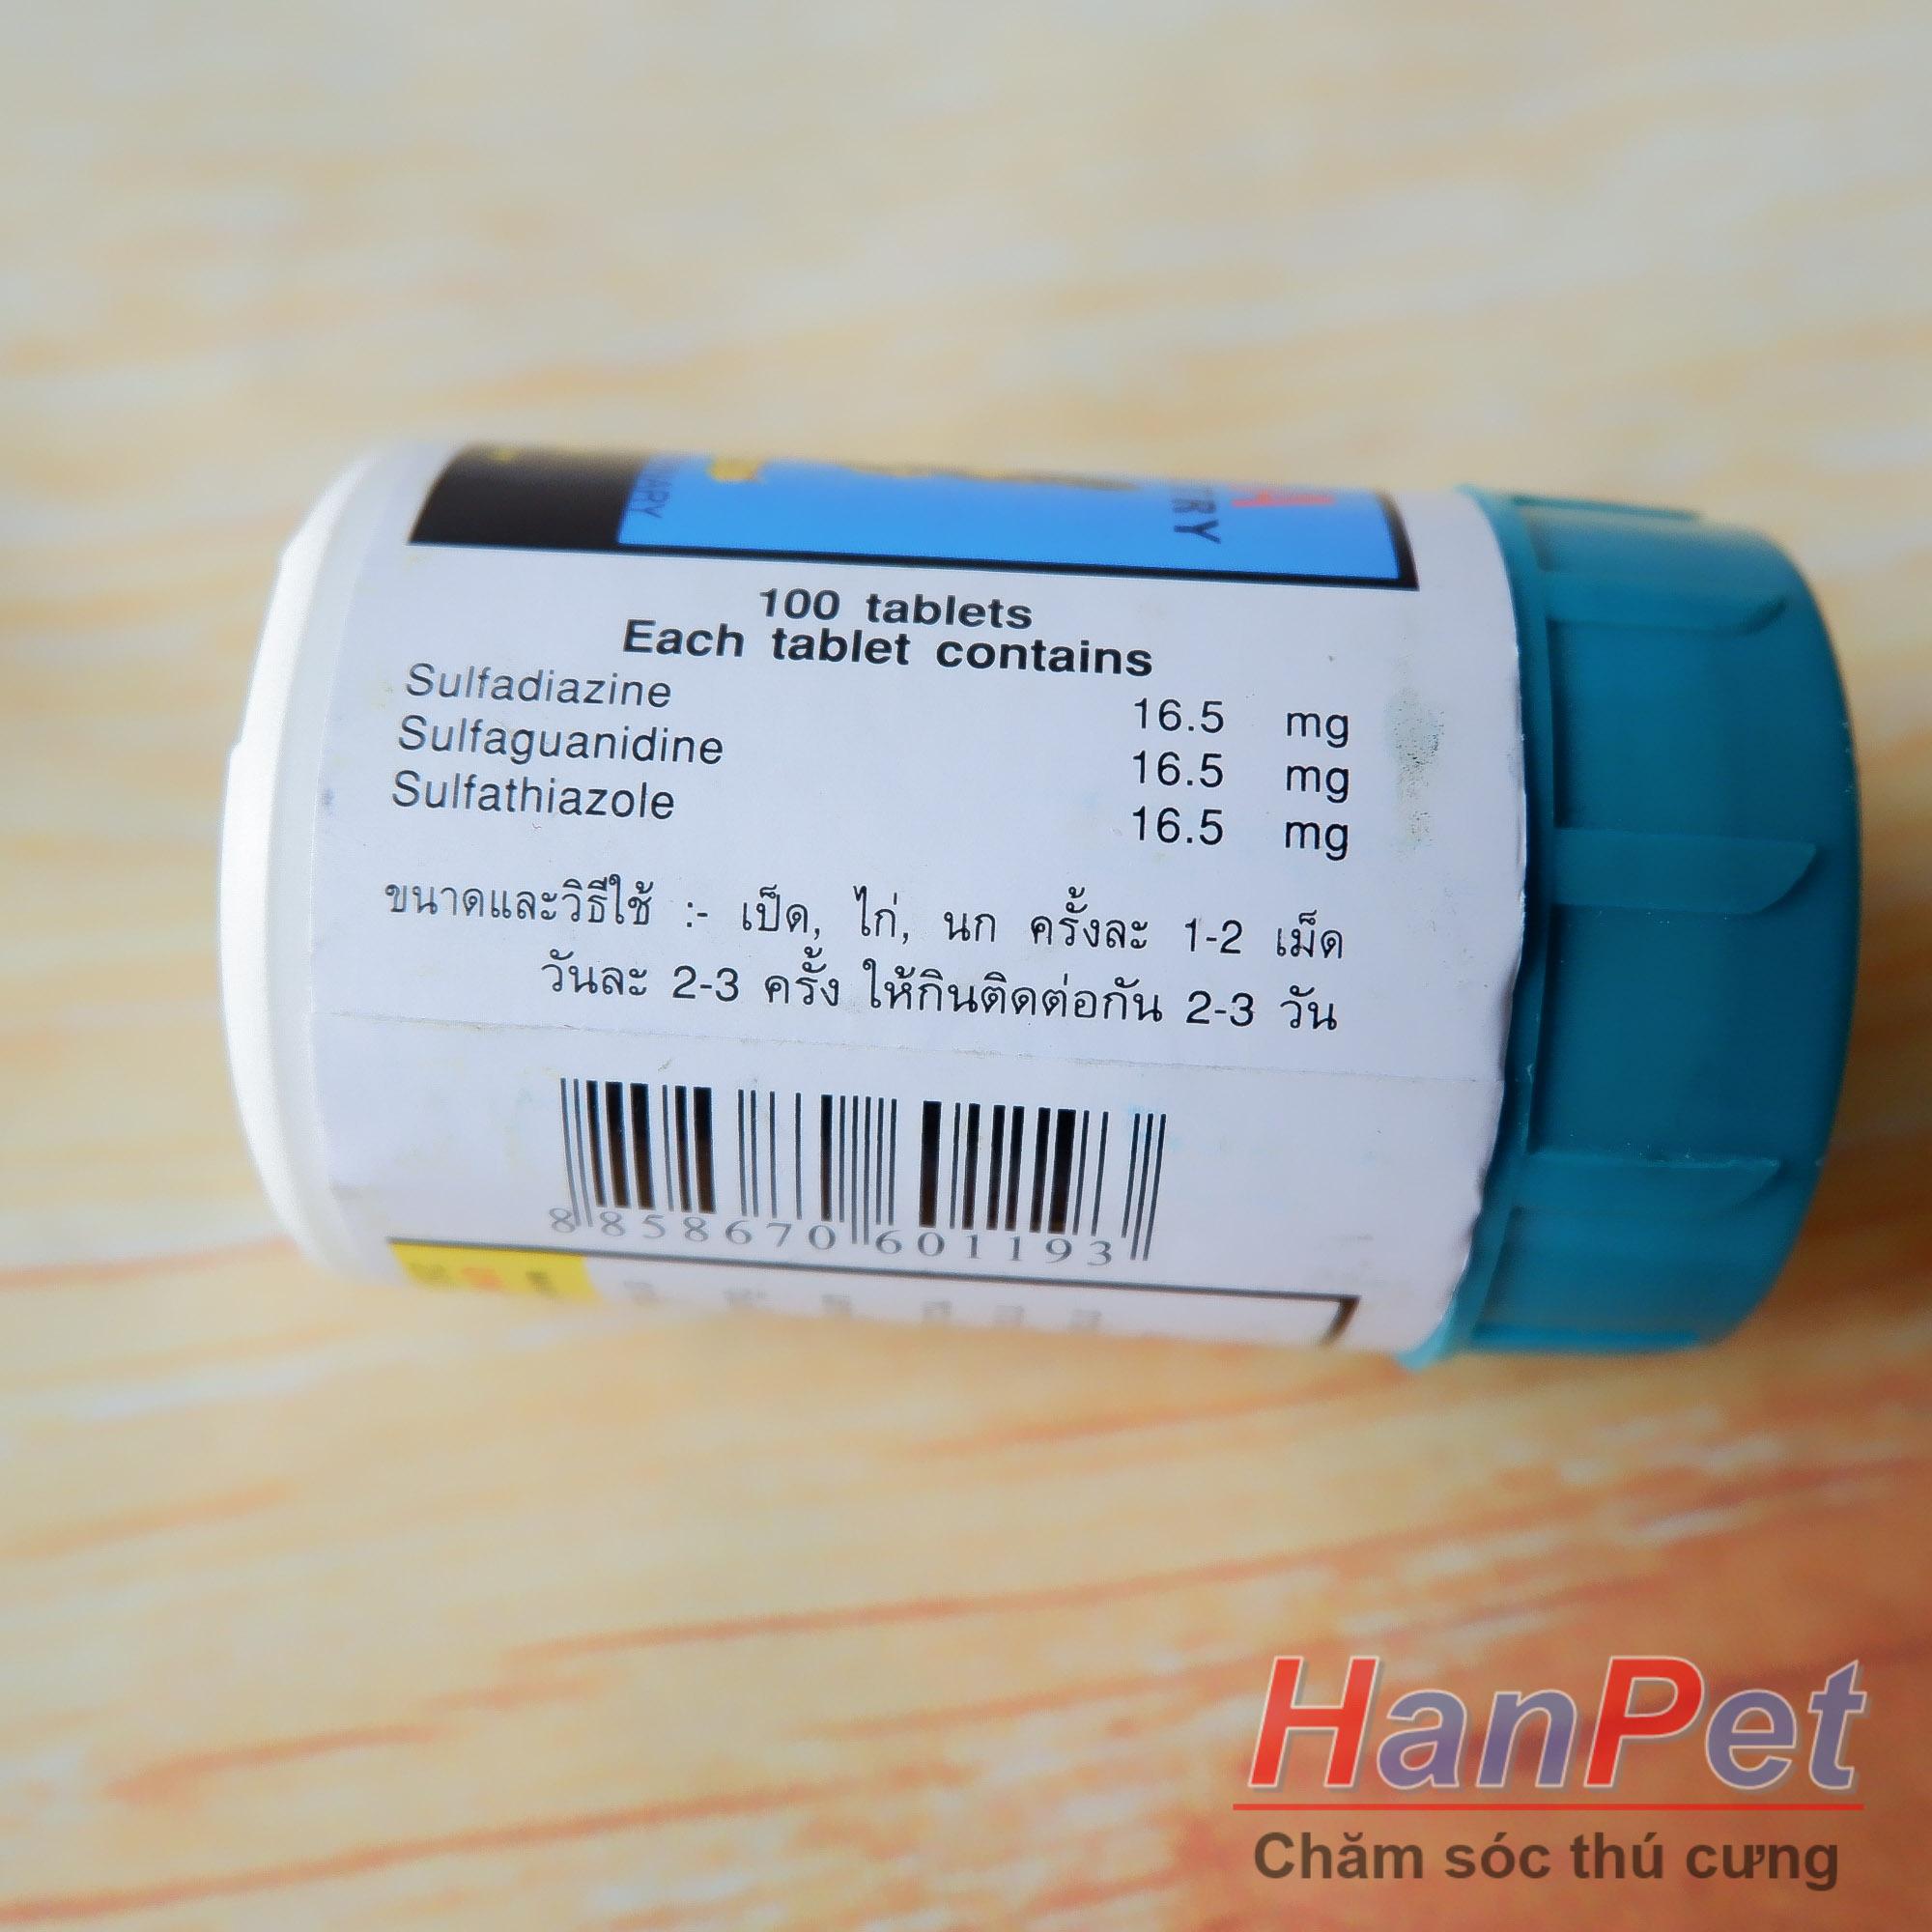 100 tablets
Each tablet contains
Sulfadiazine 16.5 mg
Sulfaguanidine 16.5 mg
Sulfathiazole 16.5 mg
ขนาดและวิธีใช้ :- เป็ด, ไก่, นก ครั้งละ 1-2 เม็ด
วันละ 2-3 ครั้ง ให้กินติดต่อกัน 2-3 วัน
8 858670 601193
HanPet
Chăm sóc thú cưng